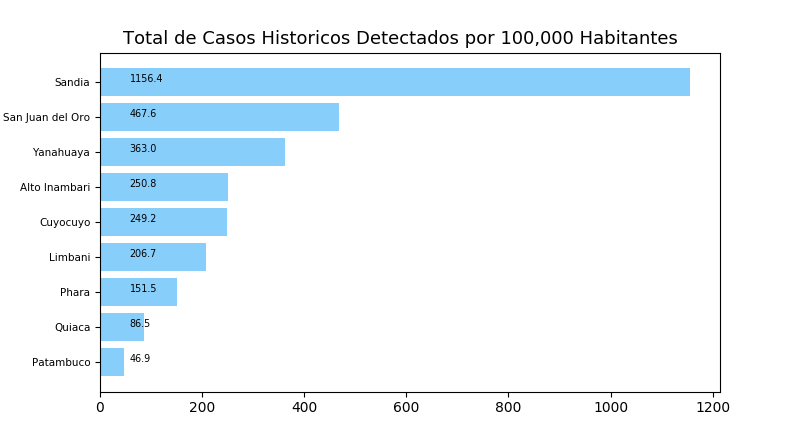 Total de Casos Historicos Detectados por 100,000 Habitantes
Sandia 1156.4
San Juan del Oro 467.6
Yanahuaya 363.0
Alto Inambari 250.8
Cuyocuyo 249.2
Limbani 206.7
Phara 151.5
Quiaca 86.5
Patambuco 46.9
0 200 400 600 800 1000 1200